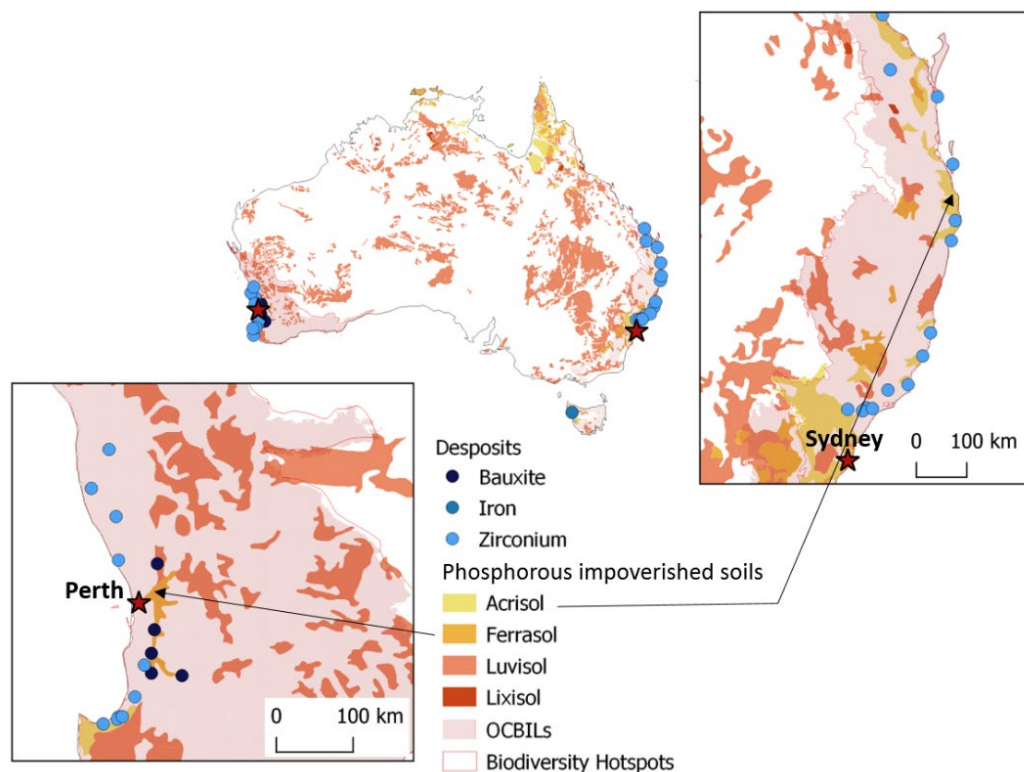 Sydney
0 100 km
Desposits
Bauxite
Iron
Zirconium
Phosphorous impoverished soils
Acrisol
Ferrasol
Luvisol
Lixisol
OCBILs
Biodiversity Hotspots
Perth
0 100 km